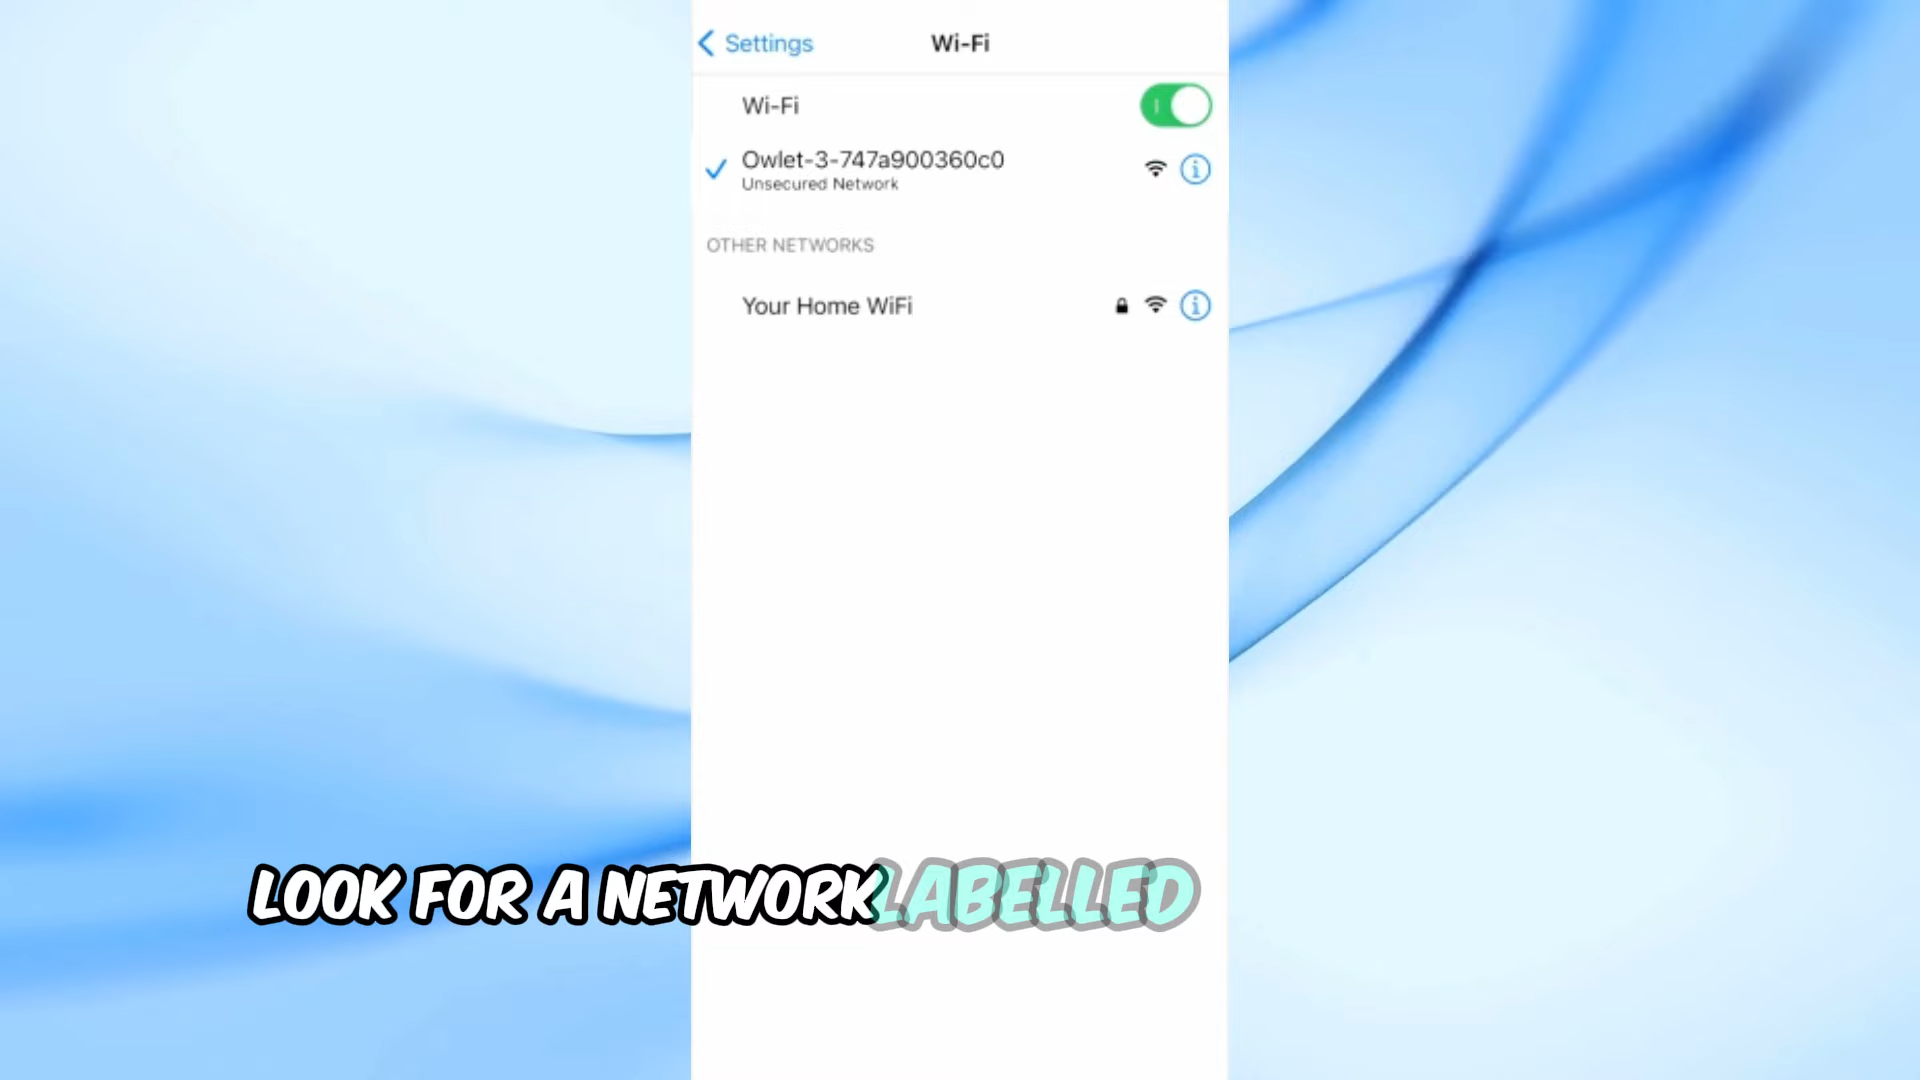 Settings
Wi-Fi
Wi-Fi
Owlet-3-747a900360c0
Unsecured Network
OTHER NETWORKS
Your Home WiFi
LOOK FOR A NETWORK LABELLED